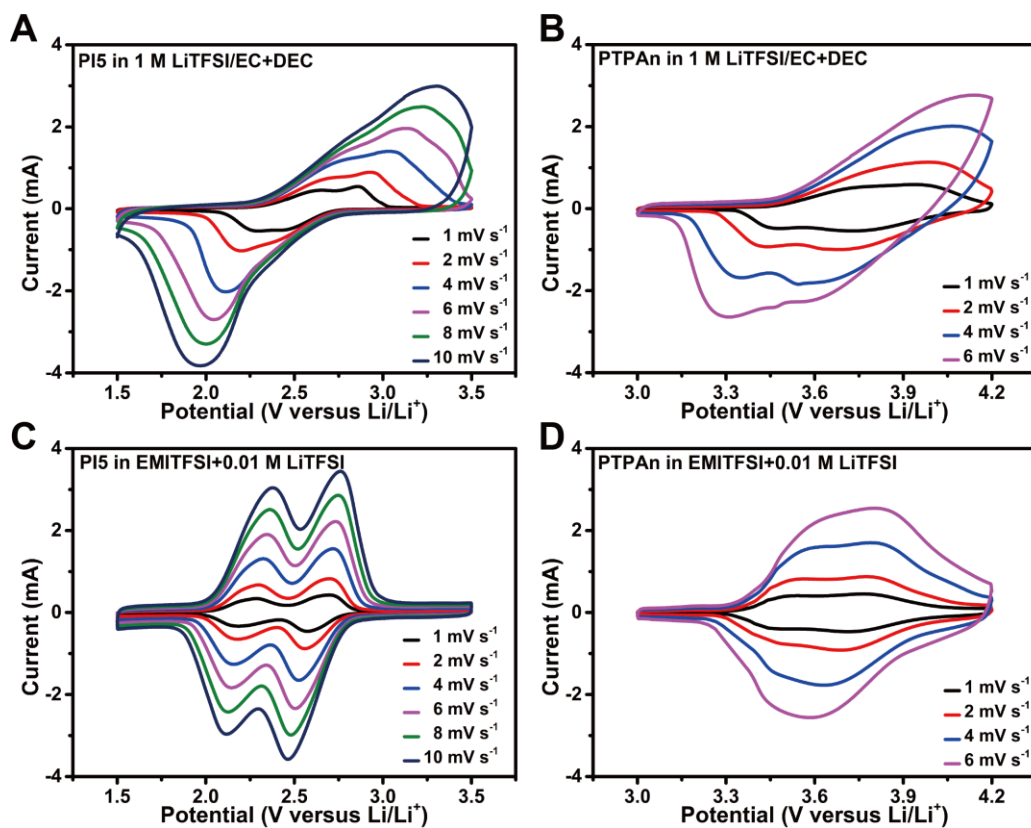 A
PI5 in 1 M LiTFSI/EC+DEC
4
2
0
-2
-4
Current (mA)
1 mV s⁻¹
2 mV s⁻¹
4 mV s⁻¹
6 mV s⁻¹
8 mV s⁻¹
10 mV s⁻¹
1.5 2.0 2.5 3.0 3.5
Potential (V versus Li/Li⁺)
B
PTPAn in 1 M LiTFSI/EC+DEC
4
2
0
-2
-4
Current (mA)
1 mV s⁻¹
2 mV s⁻¹
4 mV s⁻¹
6 mV s⁻¹
3.0 3.3 3.6 3.9 4.2
Potential (V versus Li/Li⁺)
C
PI5 in EMITFSI+0.01 M LiTFSI
4
2
0
-2
-4
Current (mA)
1 mV s⁻¹
2 mV s⁻¹
4 mV s⁻¹
6 mV s⁻¹
8 mV s⁻¹
10 mV s⁻¹
1.5 2.0 2.5 3.0 3.5
Potential (V versus Li/Li⁺)
D
PTPAn in EMITFSI+0.01 M LiTFSI
4
2
0
-2
-4
Current (mA)
1 mV s⁻¹
2 mV s⁻¹
4 mV s⁻¹
6 mV s⁻¹
3.0 3.3 3.6 3.9 4.2
Potential (V versus Li/Li⁺)